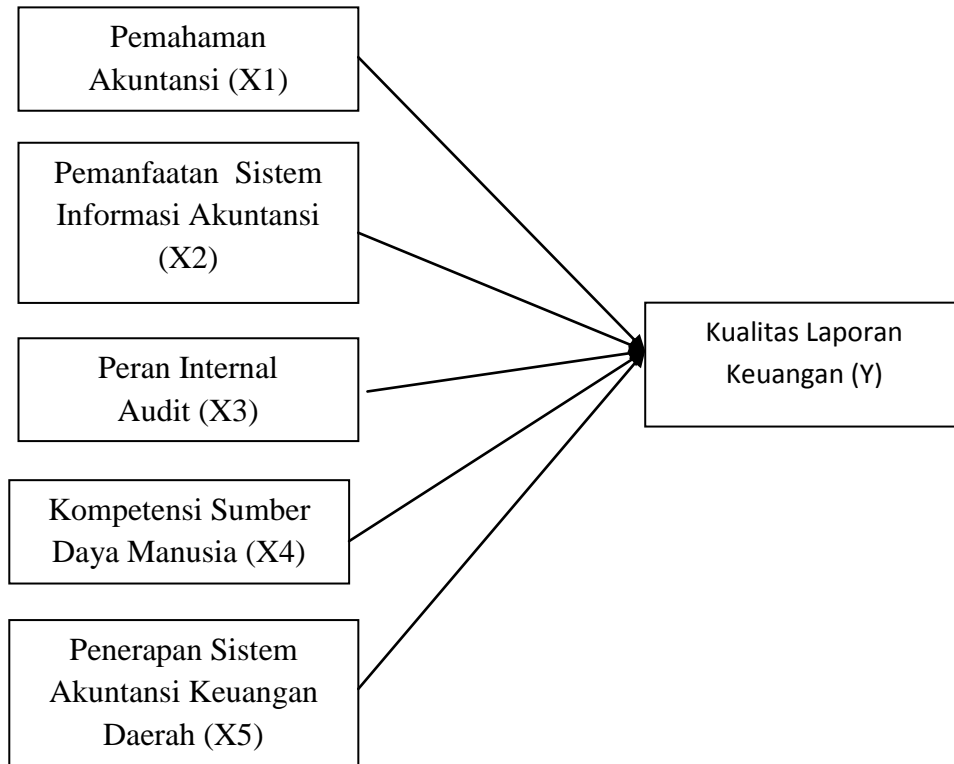 Pemahaman
Akuntansi (X1)
Pemanfaatan Sistem
Informasi Akuntansi
(X2)
Peran Internal
Audit (X3)
Kompetensi Sumber
Daya Manusia (X4)
Penerapan Sistem
Akuntansi Keuangan
Daerah (X5)
Kualitas Laporan
Keuangan (Y)